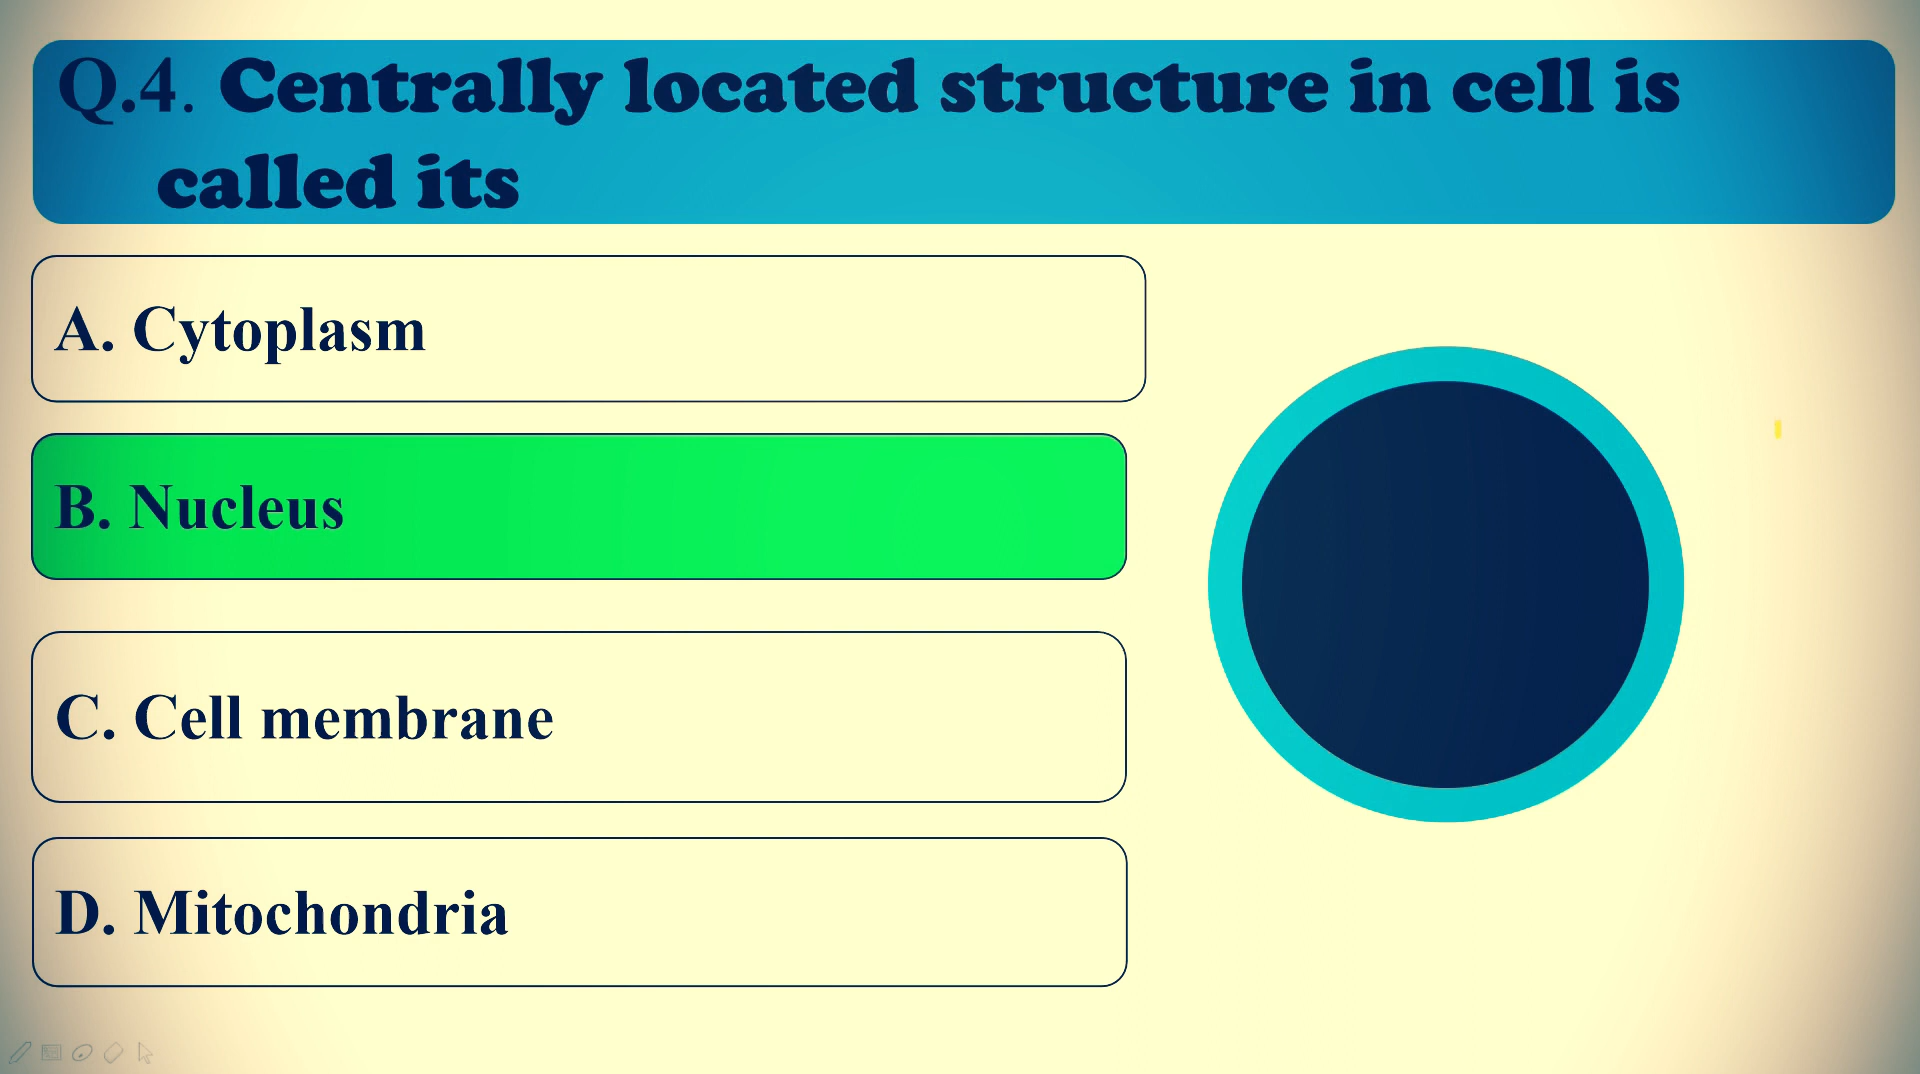 Q.4. Centrally located structure in cell is
called its
A. Cytoplasm
B. Nucleus
C. Cell membrane
D. Mitochondria